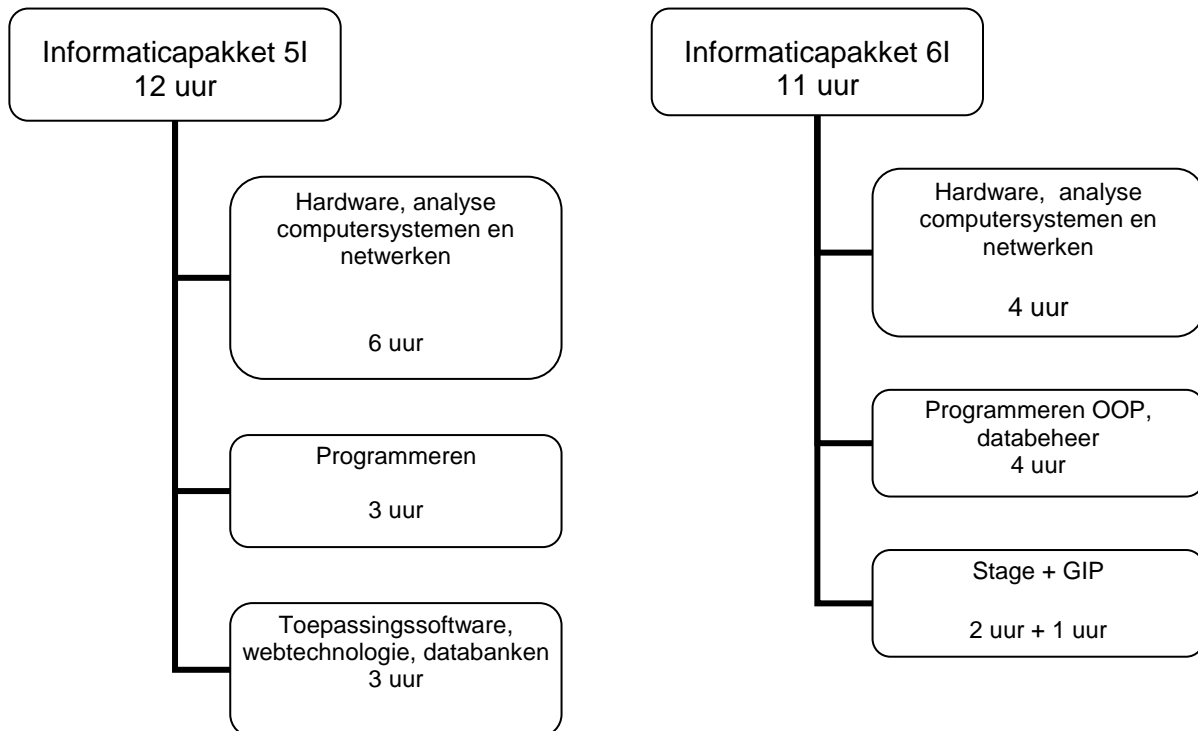 Informaticapakket 5I
12 uur
Hardware, analyse
computersystemen en
netwerken
6 uur
Programmeren
3 uur
Toepassingssoftware,
webtechnologie, databanken
3 uur
Informaticapakket 6I
11 uur
Hardware, analyse
computersystemen en
netwerken
4 uur
Programmeren OOP,
databeheer
4 uur
Stage + GIP
2 uur + 1 uur